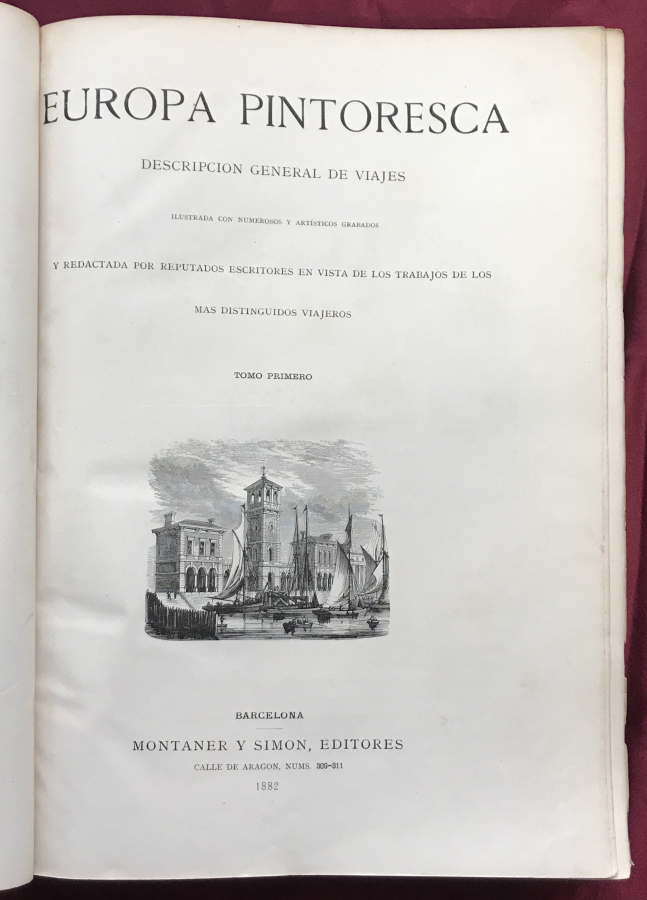 EUROPA PINTORESCA
DESCRIPCION GENERAL DE VIAJES
ILUSTRADA CON NUMEROSOS Y ARTÍSTICOS GRABADOS
Y REDACTADA POR REPUTADOS ESCRITORES EN VISTA DE LOS TRABAJOS DE LOS
MAS DISTINGUIDOS VIAJEROS
TOMO PRIMERO
BARCELONA
MONTANER Y SIMON, EDITORES
CALLE DE ARAGON, NUMS. 309-311
1882